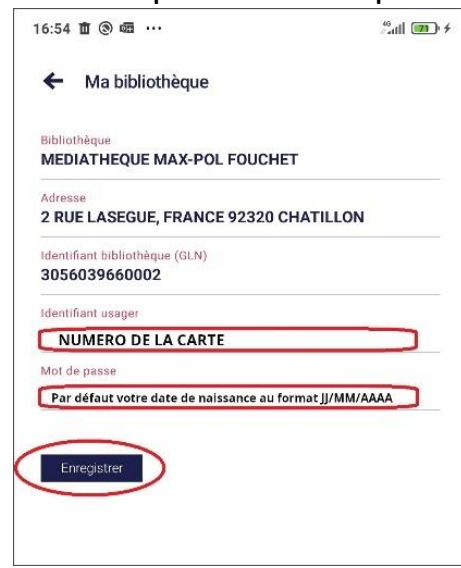 16:54 ...
4G
71
Ma bibliothèque
Bibliothèque
MEDIATHEQUE MAX-POL FOUCHET
Adresse
2 RUE LASEGUE, FRANCE 92320 CHATILLON
Identifiant bibliothèque (GLN)
3056039660002
Identifiant usager
NUMERO DE LA CARTE
Mot de passe
Par défaut votre date de naissance au format JJ/MM/AAAA
Enregistrer